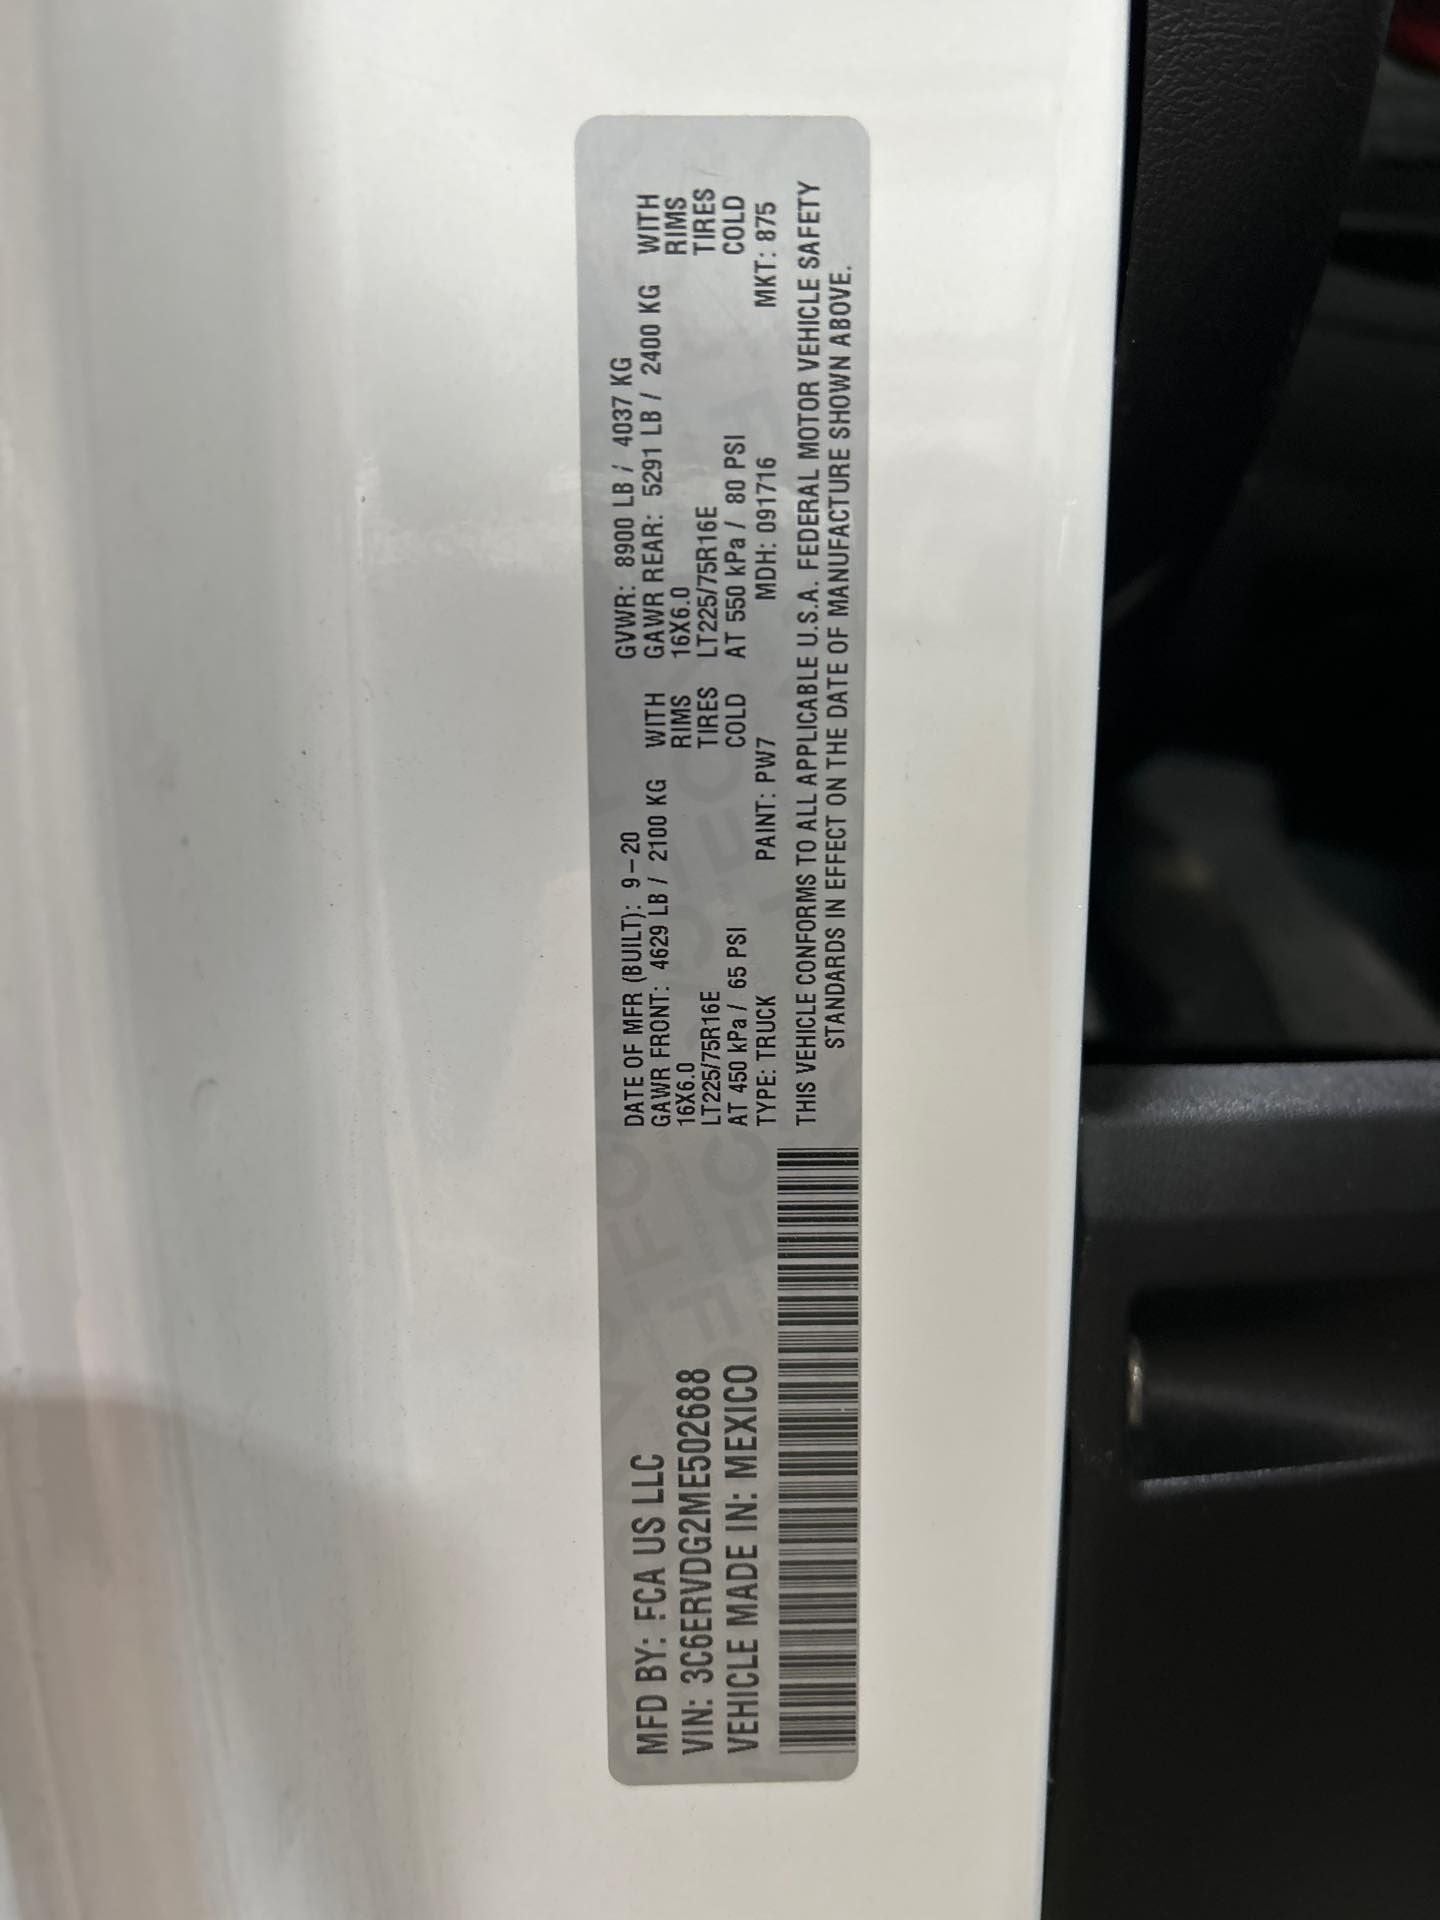 MFD BY: FCA US LLC
VIN: 3C6ERVDG2ME502688
VEHICLE MADE IN: MEXICO
DATE OF MFR (BUILT): 9-20 GVWR: 8900 LB / 4037 KG
GAWR FRONT: 4629 LB / 2100 KG WITH GAWR REAR: 5291 LB / 2400 KG WITH
16X6.0 RIMS 16X6.0 RIMS
LT225/75R16E TIRES LT225/75R16E TIRES
AT 450 kPa / 65 PSI COLD AT 550 kPa / 80 PSI COLD
TYPE: TRUCK PAINT: PW7 MDH: 091716 MKT: 875
THIS VEHICLE CONFORMS TO ALL APPLICABLE U.S.A. FEDERAL MOTOR VEHICLE SAFETY
STANDARDS IN EFFECT ON THE DATE OF MANUFACTURE SHOWN ABOVE.